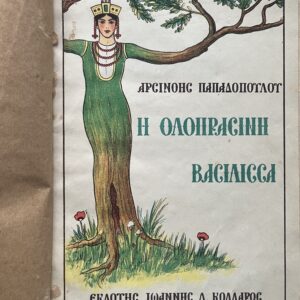 ΑΡΣΙΝΟΗΣ ΠΑΠΑΔΟΠΟΥΛΟΥ
Η ΟΛΟΠΡΑΣΙΝΗ
ΒΑΣΙΛΙΣΣΑ
ΕΚΔΟΤΗΣ ΙΩΑΝΝΗΣ Δ. ΚΟΛΛΑΡΟΣ